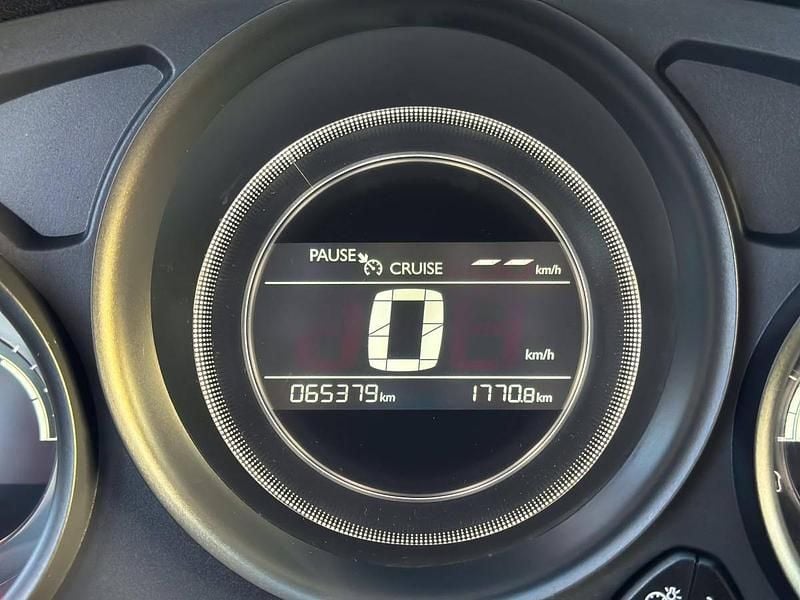 PAUSE CRUISE -- km/h
0 km/h
065379 km 1770.8 km